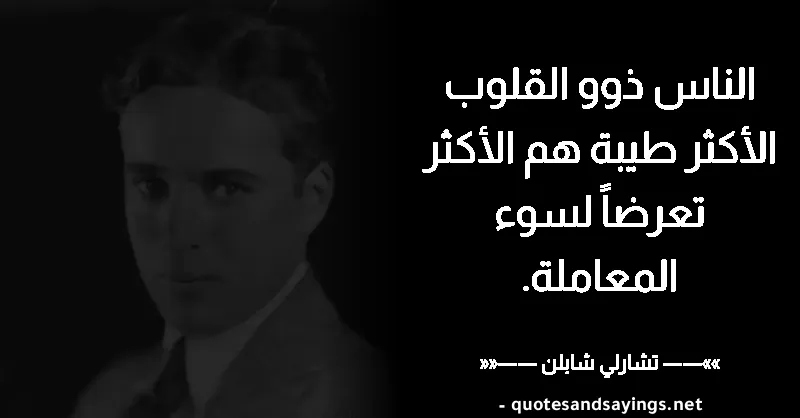 الناس ذوو القلوب
الأكثر طيبة هم الأكثر
تعرضاً لسوء
المعاملة.
»»—— تشارلي شابلن ——««
- quotesandsayings.net